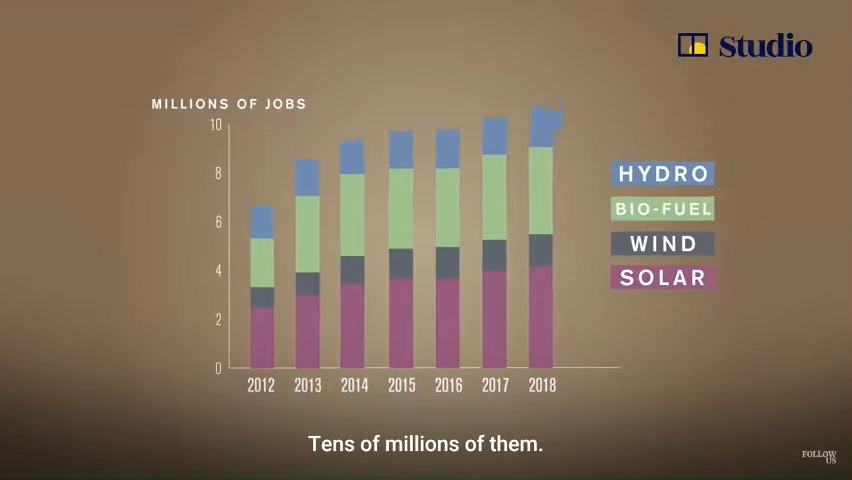 Studio
MILLIONS OF JOBS
10
8
6
4
2
0
2012 2013 2014 2015 2016 2017 2018
HYDRO
BIO-FUEL
WIND
SOLAR
Tens of millions of them.
FOLLOW
US